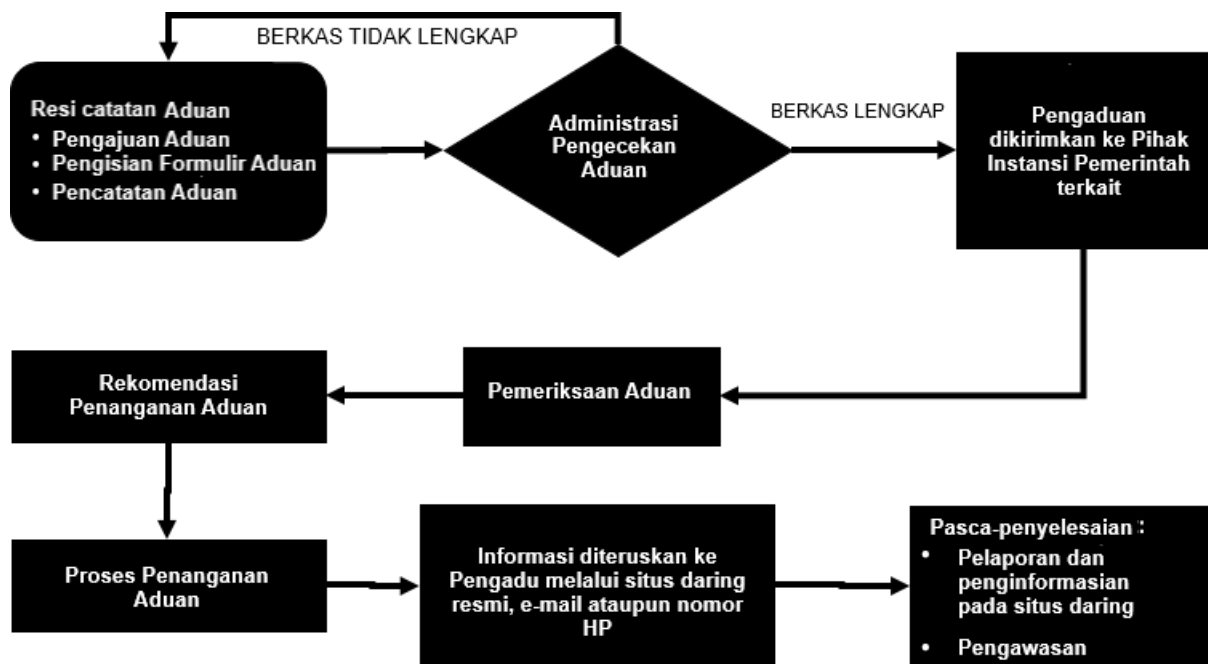 BERKAS TIDAK LENGKAP
Resi catatan Aduan
• Pengajuan Aduan
• Pengisian Formulir Aduan
• Pencatatan Aduan
Administrasi
Pengecekan
Aduan
BERKAS LENGKAP
Pengaduan
dikirimkan ke Pihak
Instansi Pemerintah
terkait
Rekomendasi
Penanganan Aduan
Pemeriksaan Aduan
Proses Penanganan
Aduan
Informasi diteruskan ke
Pengadu melalui situs daring
resmi, e-mail ataupun nomor
HP
Pasca-penyelesaian :
• Pelaporan dan
penginformasian
pada situs daring
• Pengawasan